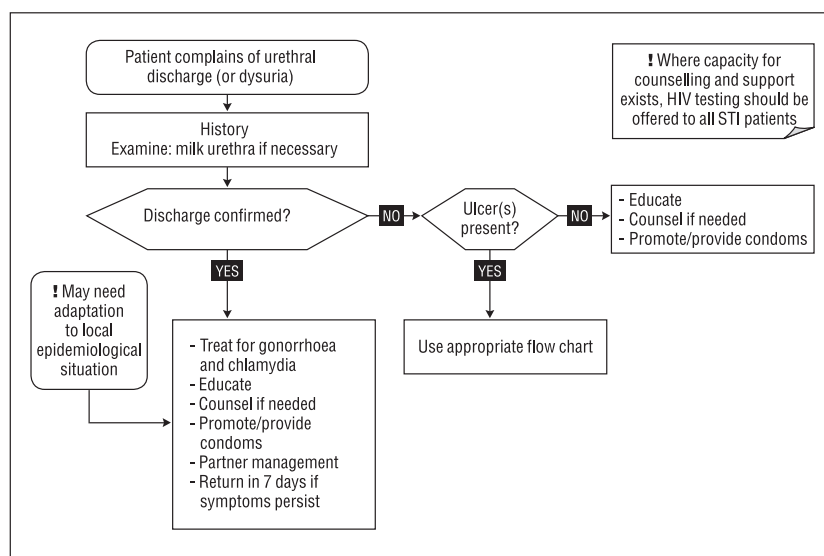 Patient complains of urethral
discharge (or dysuria)
! Where capacity for
counselling and support
exists, HIV testing should be
offered to all STI patients
History
Examine: milk urethra if necessary
Discharge confirmed?
NO
Ulcer(s)
present?
NO
- Educate
- Counsel if needed
- Promote/provide condoms
YES
YES
! May need
adaptation
to local
epidemiological
situation
- Treat for gonorrhoea
and chlamydia
- Educate
- Counsel if needed
- Promote/provide
condoms
- Partner management
- Return in 7 days if
symptoms persist
Use appropriate flow chart